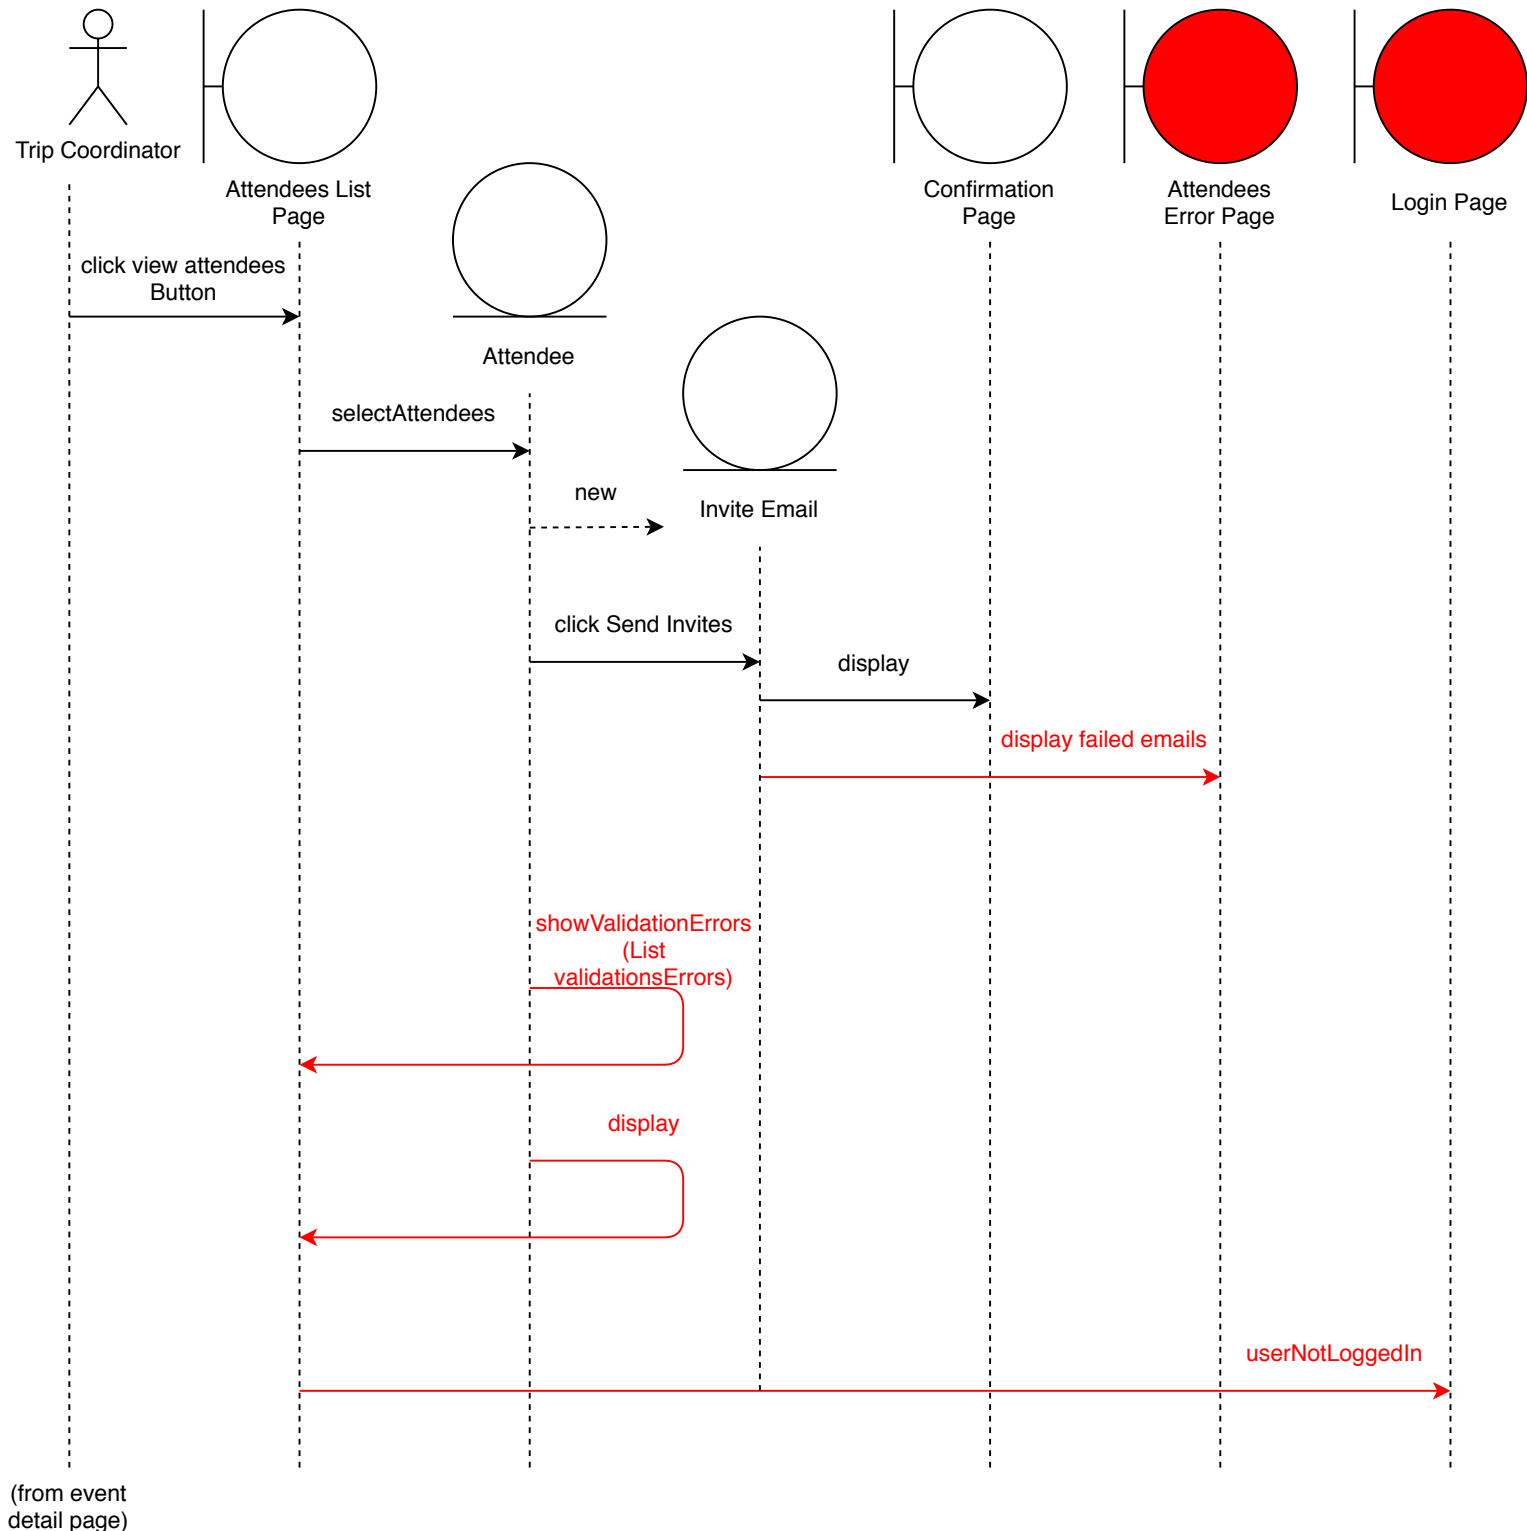 Trip Coordinator
Attendees List
Page
Confirmation
Page
Attendees
Error Page
Login Page
click view attendees
Button
Attendee
selectAttendees
new
Invite Email
click Send Invites
display
display failed emails
showValidationErrors
(List
validationsErrors)
display
userNotLoggedIn
(from event
detail page)